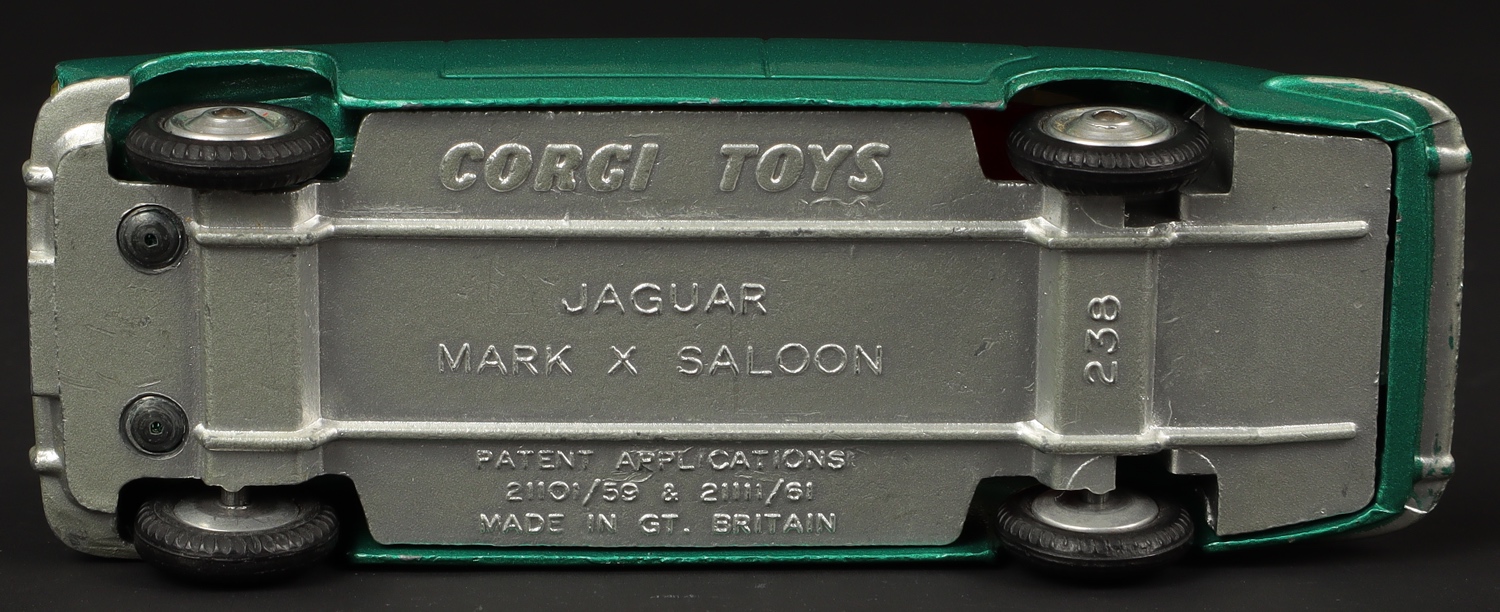 CORGI TOYS
JAGUAR
MARK X SALOON
238
PATENT APPLICATIONS
21101/59 & 21111/61
MADE IN GT. BRITAIN